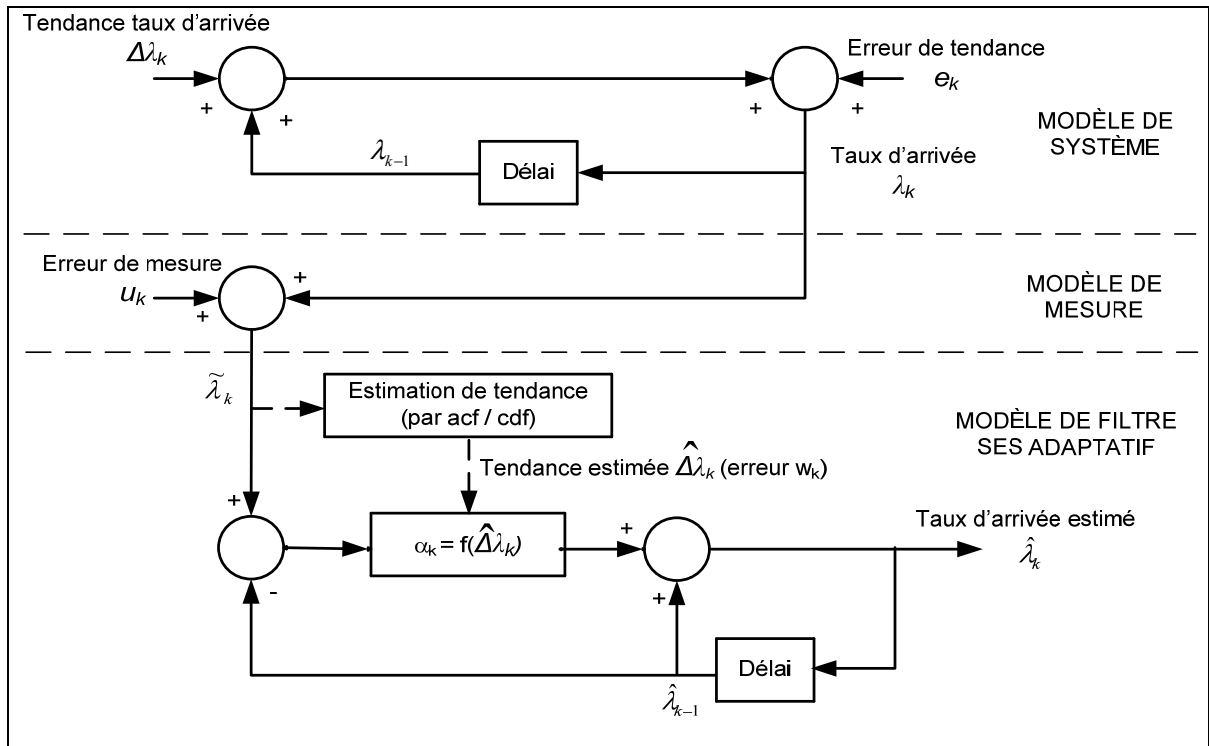 Tendance taux d'arrivée
Δλk
+
+
Erreur de tendance
ek
+
+
MODÈLE DE
SYSTÈME
λk−1
Délai
Taux d'arrivée
λk
Erreur de mesure
uk
+
+
MODÈLE DE
MESURE
λ̃k
Estimation de tendance
(par acf / cdf)
MODÈLE DE FILTRE
SES ADAPTATIF
Tendance estimée Δ̂λk (erreur wk)
+
-
αk = f(Δ̂λk)
+
+
Taux d'arrivée estimé
λ̂k
Délai
λ̂k−1